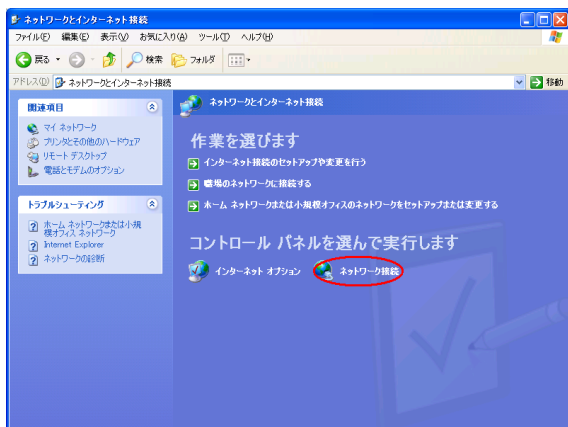 ネットワークとインターネット接続
ファイル(F) 編集(E) 表示(V) お気に入り(A) ツール(T) ヘルプ(H)
戻る 検索 フォルダ
アドレス(D) ネットワークとインターネット接続 移動
関連項目
マイ ネットワーク
プリンタとその他のハードウェア
リモート デスクトップ
電話とモデムのオプション
トラブルシューティング
ホーム ネットワークまたは小規
模オフィス ネットワーク
Internet Explorer
ネットワークの診断
ネットワークとインターネット接続
作業を選びます
インターネット接続のセットアップや変更を行う
職場のネットワークに接続する
ホーム ネットワークまたは小規模オフィスのネットワークをセットアップまたは変更する
コントロール パネルを選んで実行します
インターネット オプション ネットワーク接続